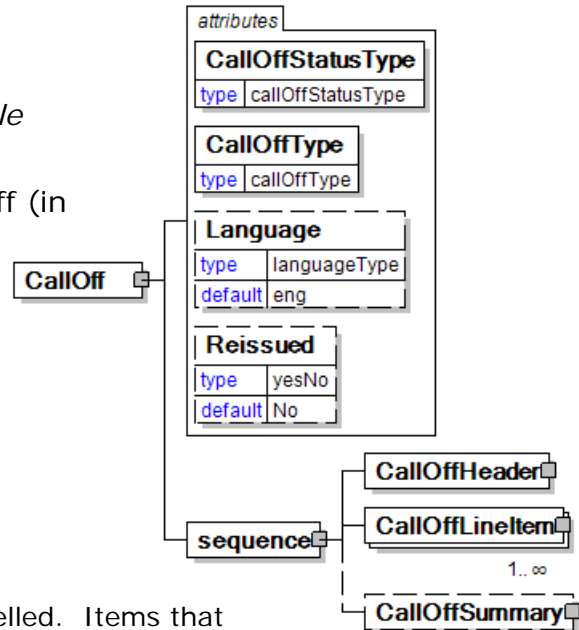 attributes
CallOffStatusType
type callOffStatusType
le
CallOffType
type callOffType
ff (in
Language
type languageType
default eng
CallOff
Reissued
type yesNo
default No
CallOffHeader
CallOffLineItem
sequence
1..∞
elled. Items that
CallOffSummary